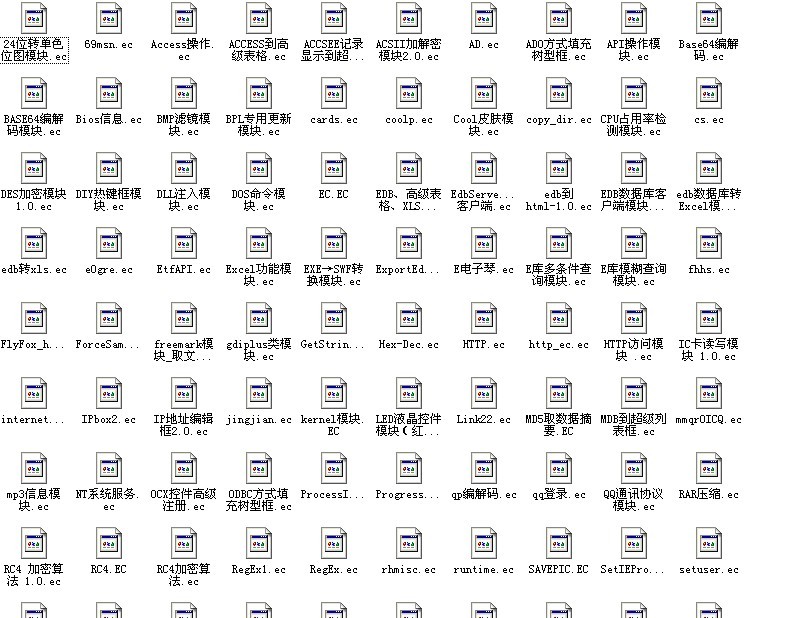 24位转单色
位图模块.ec
69msn.ec
Access操作.
ec
ACCESS到高
级表格.ec
ACCSEE记录
显示到超...
ACSII加解密
模块2.0.ec
AD.ec
ADO方式填充
树型框.ec
API操作模
块.ec
Base64编解
码.ec
BASE64编解
码模块.ec
Bios信息.ec
BMP滤镜模
块.ec
BPL专用更新
模块.ec
cards.ec
coolp.ec
Cool皮肤模
块.ec
copy_dir.ec
CPU占用率检
测模块.ec
cs.ec
DES加密模块
1.0.ec
DIY热键框模
块.ec
DLL注入模
块.ec
DOS命令模
块.ec
EC.EC
EDB、高级表
格、XLS...
EdbServe...
客户端.ec
edb到
html-1.0.ec
EDB数据库客
户端模块...
edb数据库转
Excel模...
edb转xls.ec
eOgre.ec
EtfAPI.ec
Excel功能模
块.ec
EXE→SWF转
换模块.ec
ExportEd...
E电子琴.ec
E库多条件查
询模块.ec
E库模糊查询
模块.ec
fhhs.ec
FlyFox_h...
ForceSam...
freemark模
块_取文...
gdiplus类模
块.ec
GetStrin...
Hex-Dec.ec
HTTP.ec
http_ec.ec
HTTP访问模
块 .ec
IC卡读写模
块 1.0.ec
internet...
IPbox2.ec
IP地址编辑
框2.0.ec
jingjian.ec
kernel模块.
EC
LED液晶控件
模块(红...
Link22.ec
MD5取数据摘
要.EC
MDB到超级列
表框.ec
mmqrOICQ.ec
mp3信息模
块.ec
NT系统服务.
ec
OCX控件高级
注册.ec
ODBC方式填
充树型框.ec
ProcessI...
Progress...
qp编解码.ec
qq登录.ec
QQ通讯协议
模块.ec
RAR压缩.ec
RC4 加密算
法 1.0.ec
RC4.EC
RC4加密算
法.ec
RegEx1.ec
RegEx.ec
rhmisc.ec
runtime.ec
SAVEPIC.EC
SetIEPro...
setuser.ec